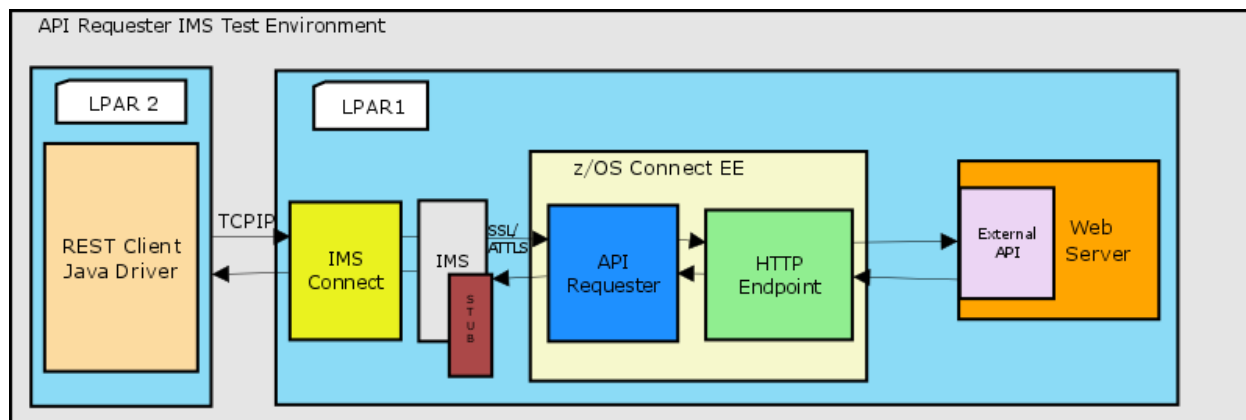 API Requester IMS Test Environment
LPAR 2
LPAR1
REST Client
Java Driver
TCPIP
IMS
Connect
IMS
STUB
SSL/
ATTLS
z/OS Connect EE
API
Requester
HTTP
Endpoint
External
API
Web
Server